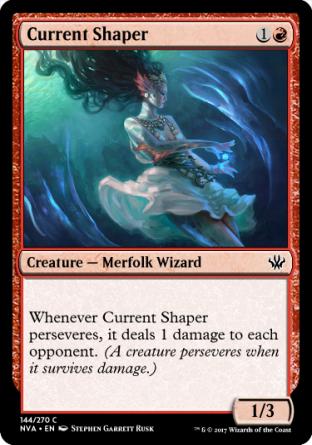 Current Shaper 1
Creature — Merfolk Wizard
Whenever Current Shaper
perseveres, it deals 1 damage to each
opponent. (A creature perseveres when
it survives damage.)
1/3
144/270 C
NVA • EN Stephen Garrett Rusk
™ & © 2017 Wizards of the Coast